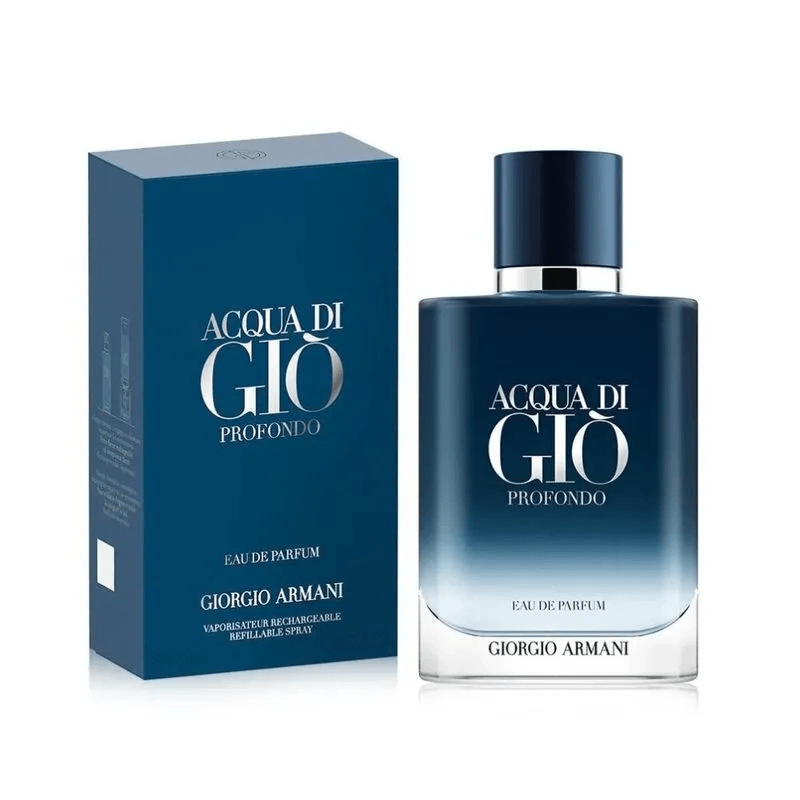 ACQUA DI
GIÒ
PROFONDO
EAU DE PARFUM
GIORGIO ARMANI
VAPORISATEUR RECHARGEABLE
REFILLABLE SPRAY
ACQUA DI
GIÒ
PROFONDO
EAU DE PARFUM
GIORGIO ARMANI